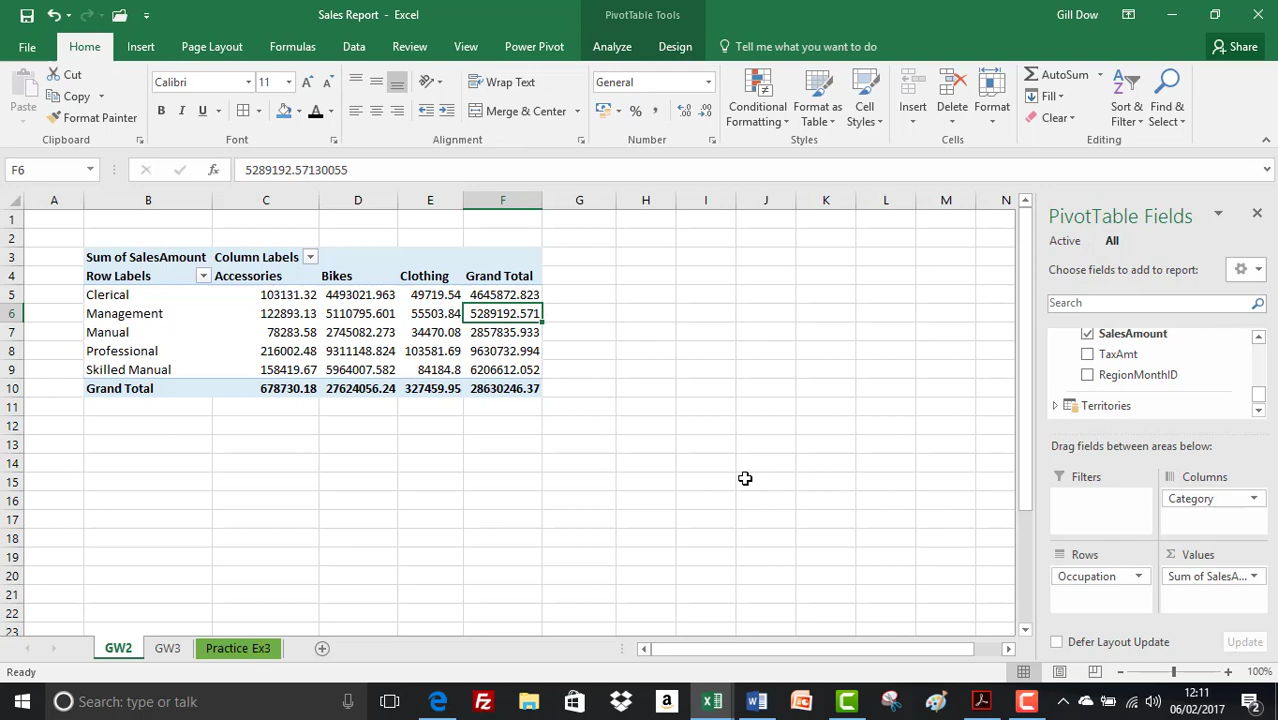 Sales Report - Excel
PivotTable Tools
Gill Dow
File Home Insert Page Layout Formulas Data Review View Power Pivot Analyze Design Tell me what you want to do Share
Paste
Cut
Copy
Format Painter
Clipboard
Calibri 11
B I U
Font
Wrap Text
Merge & Center
Alignment
General
%
Number
Conditional Formatting
Format as Table
Cell Styles
Styles
Insert Delete Format
Cells
AutoSum
Fill
Clear
Sort & Filter
Find & Select
Editing
F6 fx 5289192.57130055
A B C D E F G H I J K L M N
1
2
3 Sum of SalesAmount Column Labels
4 Row Labels Accessories Bikes Clothing Grand Total
5 Clerical 103131.32 4493021.963 49719.54 4645872.823
6 Management 122893.13 5110795.601 55503.84 5289192.571
7 Manual 78283.58 2745082.273 34470.08 2857835.933
8 Professional 216002.48 9311148.824 103581.69 9630732.994
9 Skilled Manual 158419.67 5964007.582 84184.8 6206612.052
10 Grand Total 678730.18 27624056.24 327459.95 28630246.37
11
12
13
14
15
16
17
18
19
20
21
22
23
PivotTable Fields
Active All
Choose fields to add to report:
Search
SalesAmount
TaxAmt
RegionMonthID
Territories
Drag fields between areas below:
Filters Columns
Category
Rows Values
Occupation Sum of SalesA...
Defer Layout Update Update
GW2 GW3 Practice Ex3
Ready
100%
Search: type or talk
12:11
06/02/2017
2